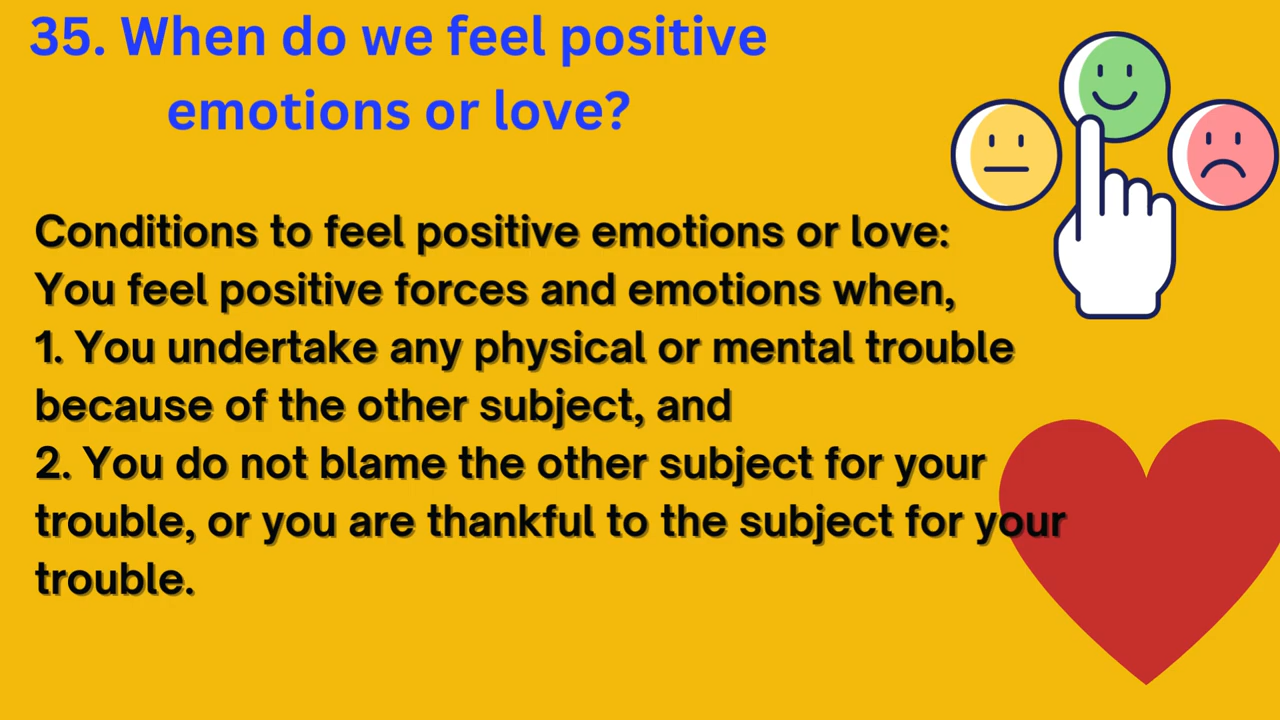 35. When do we feel positive
emotions or love?
Conditions to feel positive emotions or love:
You feel positive forces and emotions when,
1. You undertake any physical or mental trouble
because of the other subject, and
2. You do not blame the other subject for your
trouble, or you are thankful to the subject for your
trouble.